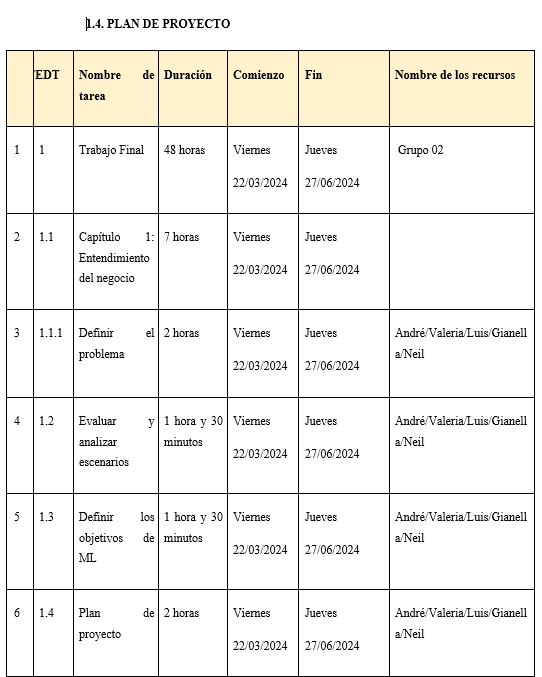 1.4. PLAN DE PROYECTO
EDT Nombre de tarea Duración Comienzo Fin Nombre de los recursos
1 1 Trabajo Final 48 horas Viernes 22/03/2024 Jueves 27/06/2024 Grupo 02
2 1.1 Capítulo 1: Entendimiento del negocio 7 horas Viernes 22/03/2024 Jueves 27/06/2024
3 1.1.1 Definir el problema 2 horas Viernes 22/03/2024 Jueves 27/06/2024 André/Valeria/Luis/Gianella/Neil
4 1.2 Evaluar y analizar escenarios 1 hora y 30 minutos Viernes 22/03/2024 Jueves 27/06/2024 André/Valeria/Luis/Gianella/Neil
5 1.3 Definir los objetivos de ML 1 hora y 30 minutos Viernes 22/03/2024 Jueves 27/06/2024 André/Valeria/Luis/Gianella/Neil
6 1.4 Plan de proyecto 2 horas Viernes 22/03/2024 Jueves 27/06/2024 André/Valeria/Luis/Gianella/Neil